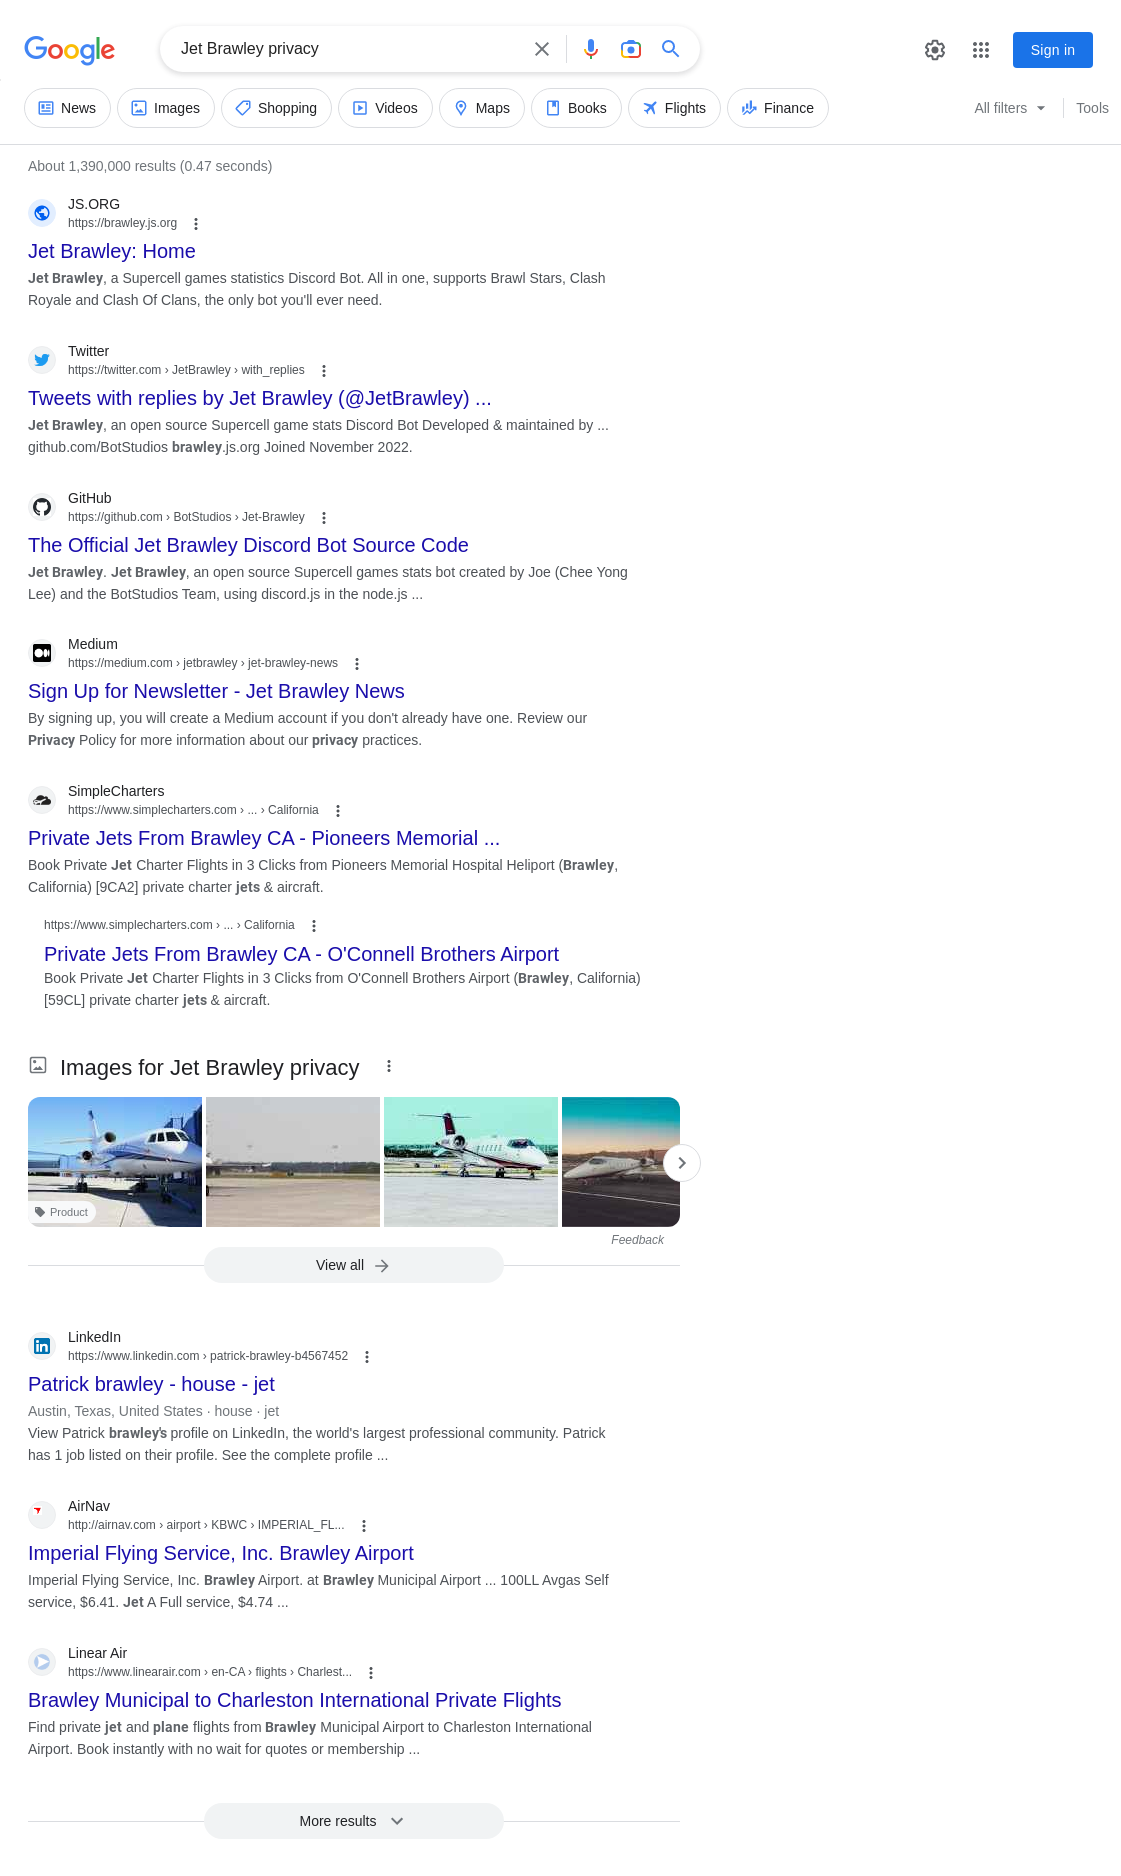 Google
Jet Brawley privacy
Sign in
News
Images
Shopping
Videos
Maps
Books
Flights
Finance
All filters
Tools
About 1,390,000 results (0.47 seconds)
JS.ORG
https://brawley.js.org
Jet Brawley: Home
Jet Brawley, a Supercell games statistics Discord Bot. All in one, supports Brawl Stars, Clash
Royale and Clash Of Clans, the only bot you'll ever need.
Twitter
https://twitter.com › JetBrawley › with_replies
Tweets with replies by Jet Brawley (@JetBrawley) ...
Jet Brawley, an open source Supercell game stats Discord Bot Developed & maintained by ...
github.com/BotStudios brawley.js.org Joined November 2022.
GitHub
https://github.com › BotStudios › Jet-Brawley
The Official Jet Brawley Discord Bot Source Code
Jet Brawley. Jet Brawley, an open source Supercell games stats bot created by Joe (Chee Yong
Lee) and the BotStudios Team, using discord.js in the node.js ...
Medium
https://medium.com › jetbrawley › jet-brawley-news
Sign Up for Newsletter - Jet Brawley News
By signing up, you will create a Medium account if you don't already have one. Review our
Privacy Policy for more information about our privacy practices.
SimpleCharters
https://www.simplecharters.com › ... › California
Private Jets From Brawley CA - Pioneers Memorial ...
Book Private Jet Charter Flights in 3 Clicks from Pioneers Memorial Hospital Heliport (Brawley,
California) [9CA2] private charter jets & aircraft.
https://www.simplecharters.com › ... › California
Private Jets From Brawley CA - O'Connell Brothers Airport
Book Private Jet Charter Flights in 3 Clicks from O'Connell Brothers Airport (Brawley, California)
[59CL] private charter jets & aircraft.
Images for Jet Brawley privacy
Product
Feedback
View all
LinkedIn
https://www.linkedin.com › patrick-brawley-b4567452
Patrick brawley - house - jet
Austin, Texas, United States · house · jet
View Patrick brawley's profile on LinkedIn, the world's largest professional community. Patrick
has 1 job listed on their profile. See the complete profile ...
AirNav
http://airnav.com › airport › KBWC › IMPERIAL_FL...
Imperial Flying Service, Inc. Brawley Airport
Imperial Flying Service, Inc. Brawley Airport. at Brawley Municipal Airport ... 100LL Avgas Self
service, $6.41. Jet A Full service, $4.74 ...
Linear Air
https://www.linearair.com › en-CA › flights › Charlest...
Brawley Municipal to Charleston International Private Flights
Find private jet and plane flights from Brawley Municipal Airport to Charleston International
Airport. Book instantly with no wait for quotes or membership ...
More results